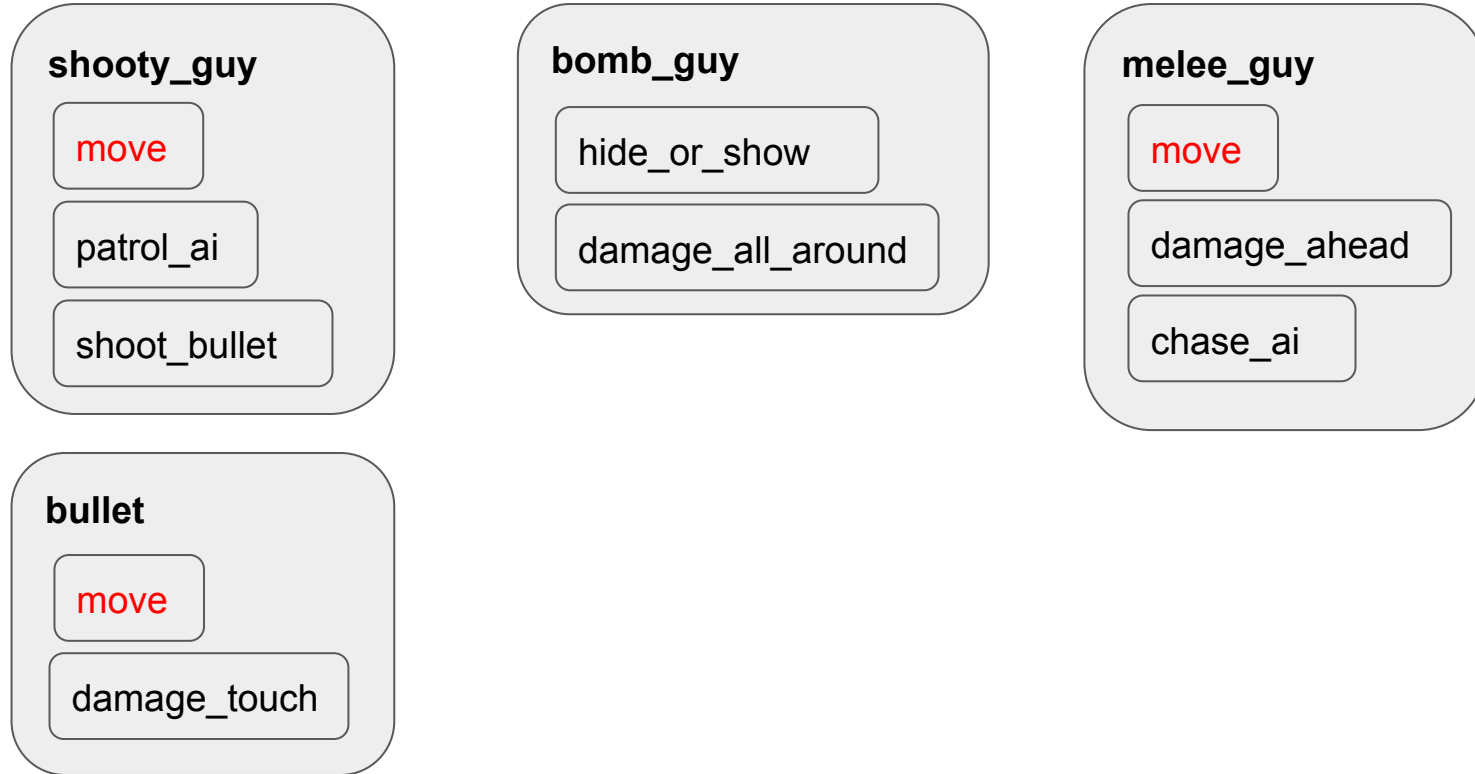 shooty_guy
move
patrol_ai
shoot_bullet
bomb_guy
hide_or_show
damage_all_around
melee_guy
move
damage_ahead
chase_ai
bullet
move
damage_touch